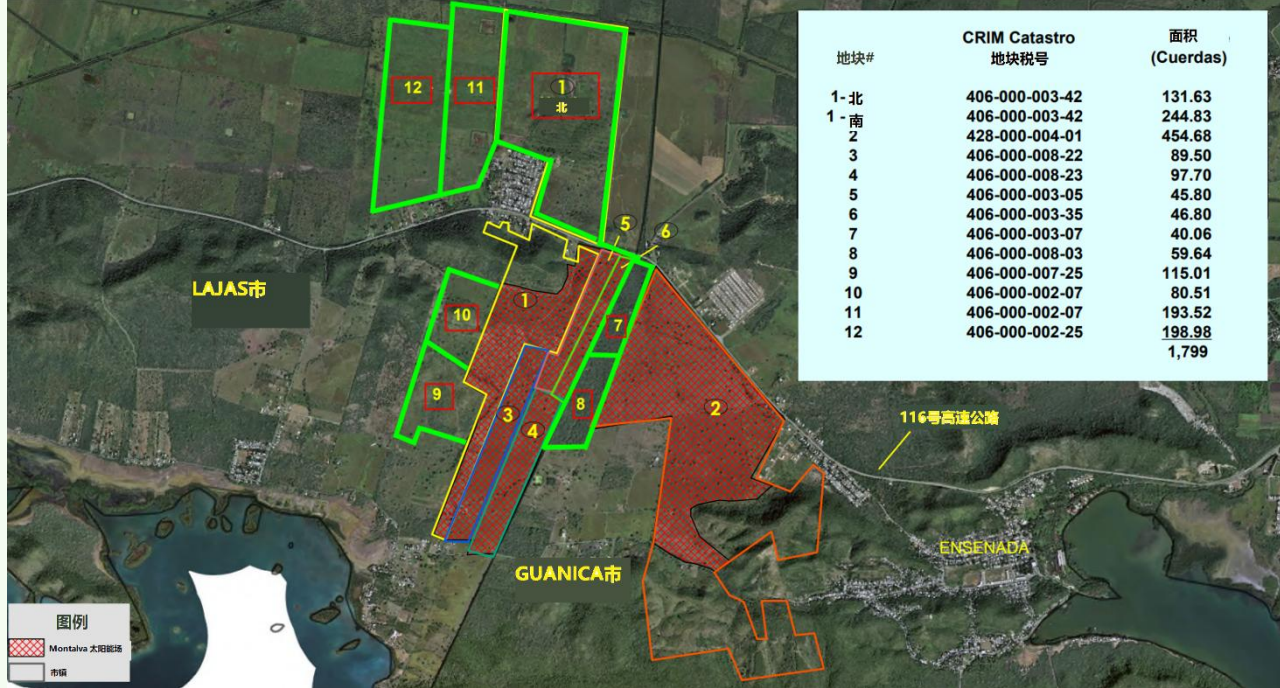 CRIM Catastro 面积
地块# 地块税号 (Cuerdas)
1- 北 406-000-003-42 131.63
1 - 南 406-000-003-42 244.83
2 428-000-004-01 454.68
3 406-000-008-22 89.50
4 406-000-008-23 97.70
5 406-000-003-05 45.80
6 406-000-003-35 46.80
7 406-000-003-07 40.06
8 406-000-008-03 59.64
9 406-000-007-25 115.01
10 406-000-002-07 80.51
11 406-000-002-07 193.52
12 406-000-002-25 198.98
1,799
12
11
1
北
5
6
LAJAS市
1
10
7
9
3
8
4
2
116号高速公路
ENSENADA
GUANICA市
图例
Montalva 太阳能场
市镇